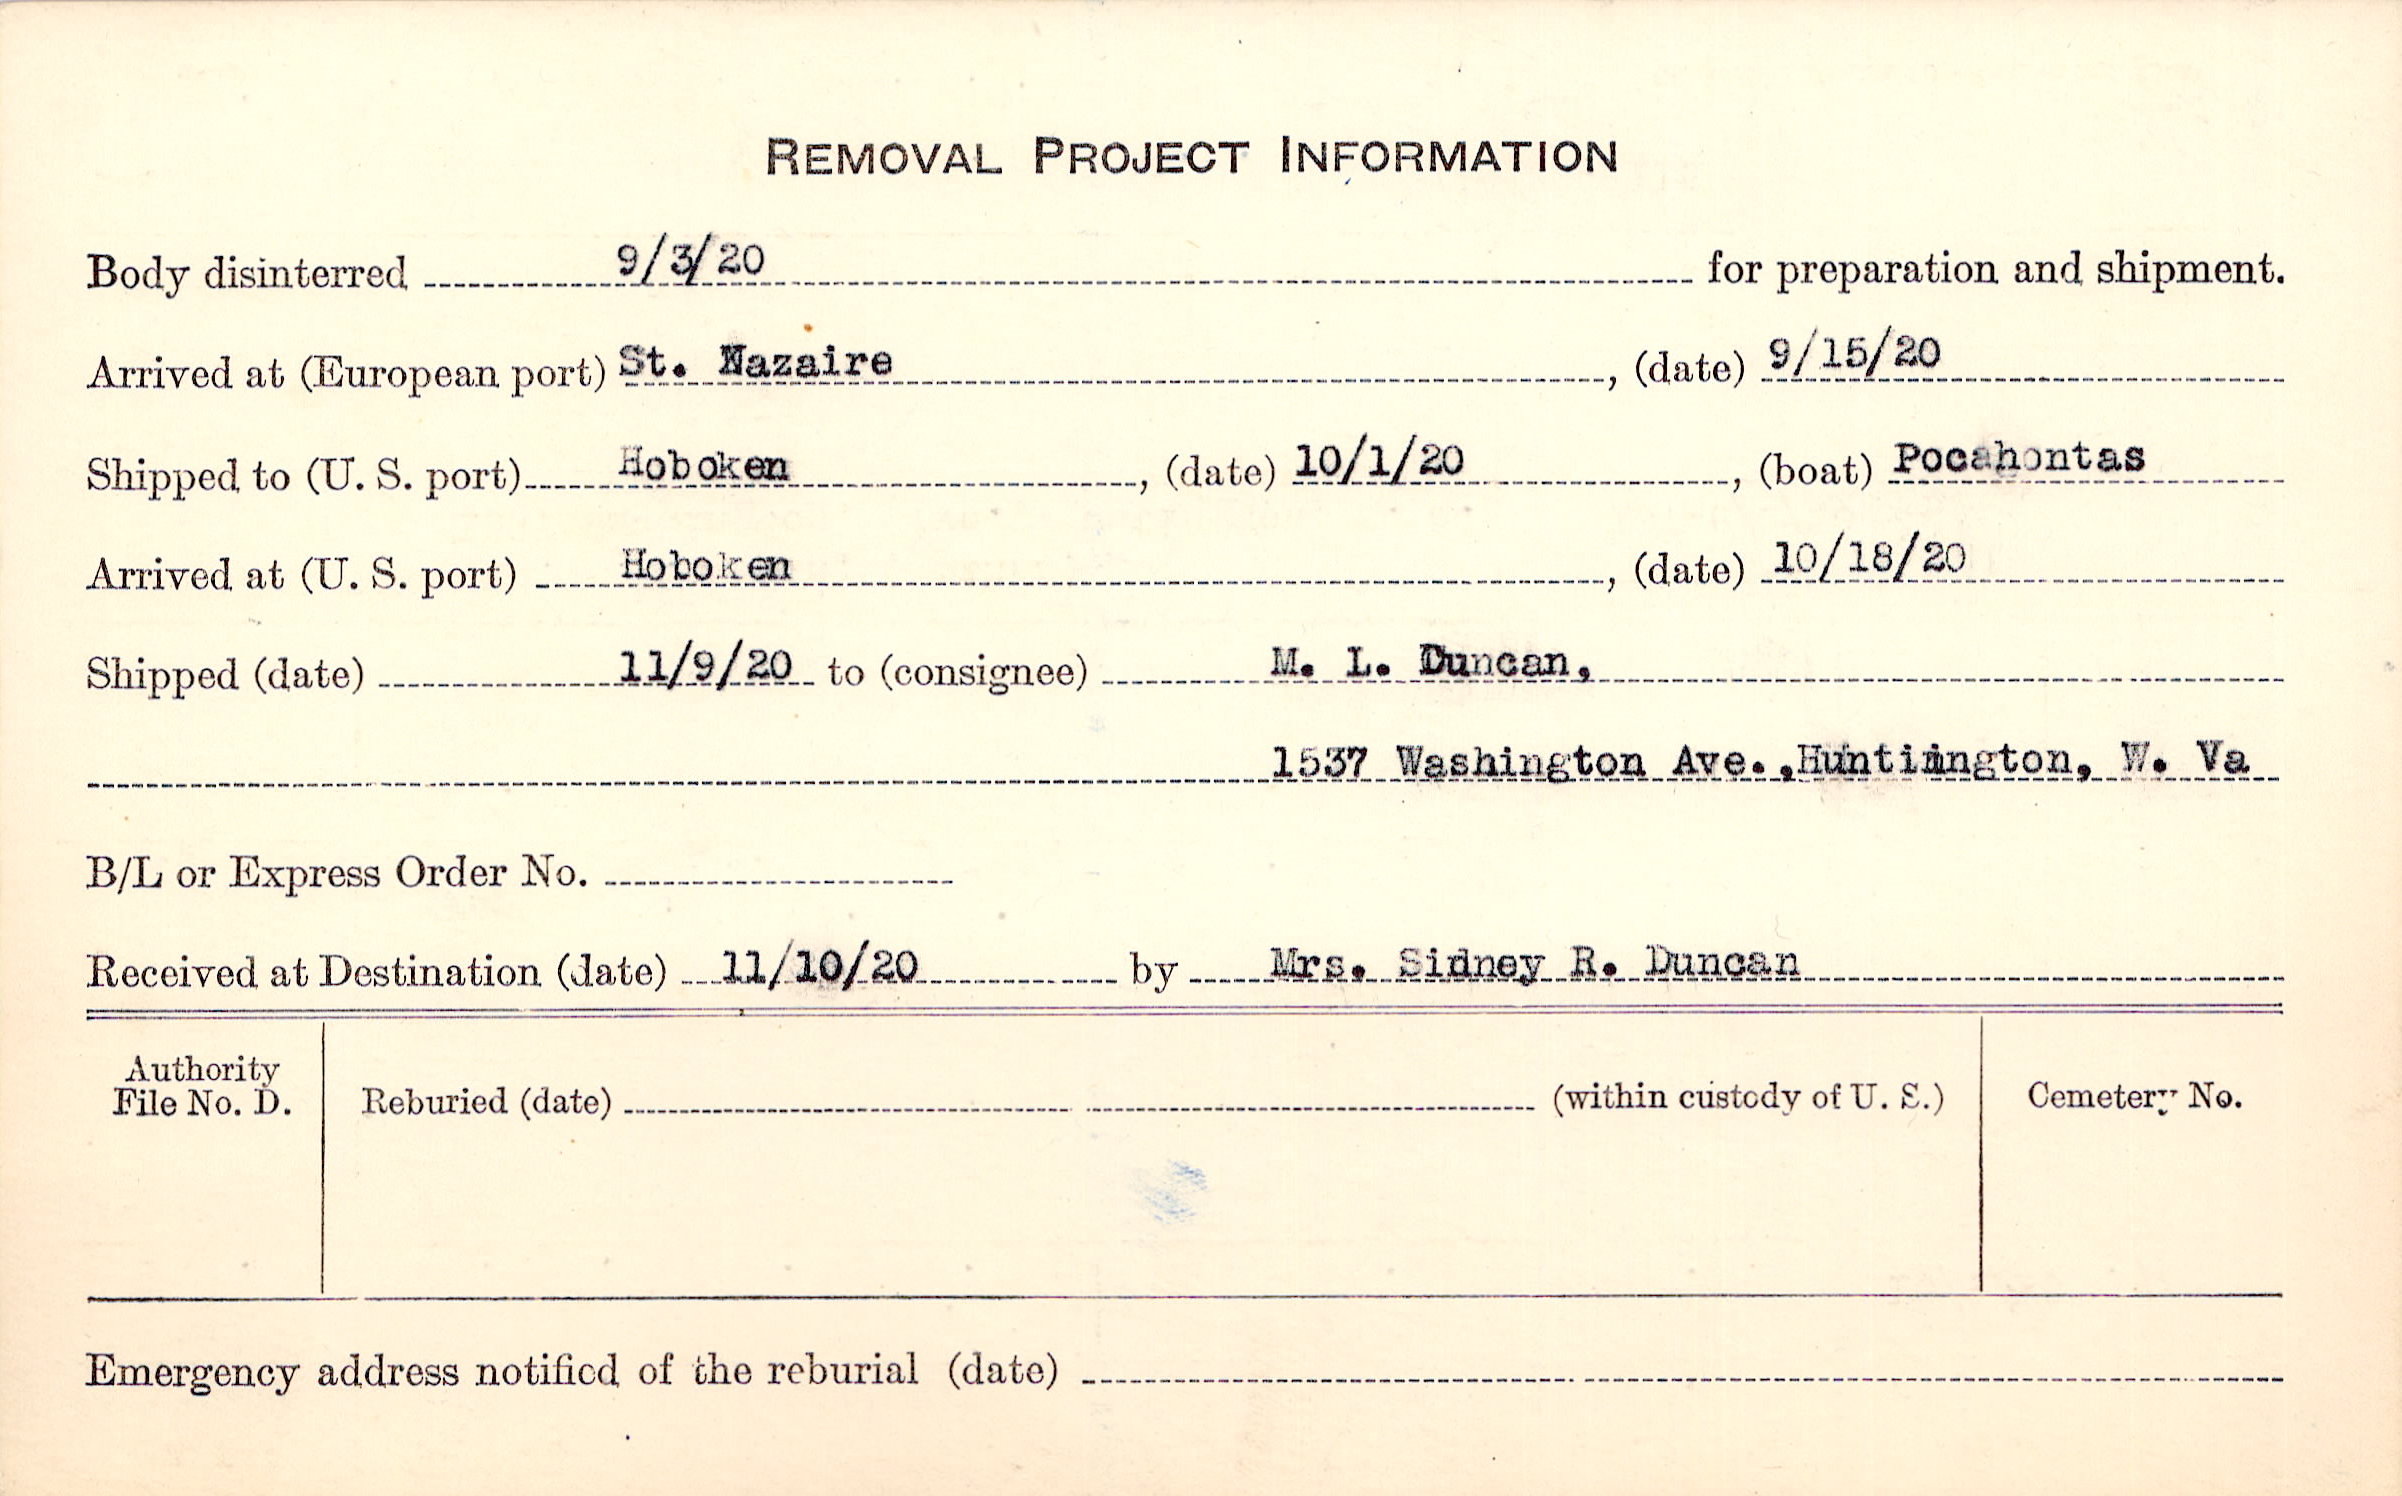 REMOVAL PROJECT INFORMATION
Body disinterred 9/3/20 for preparation and shipment.
Arrived at (European port) St. Nazaire, (date) 9/15/20
Shipped to (U. S. port) Hoboken, (date) 10/1/20, (boat) Pocahontas
Arrived at (U. S. port) Hoboken, (date) 10/18/20
Shipped (date) 11/9/20 to (consignee) M. L. Duncan,
1537 Washington Ave.,Huntiington, W. Va
B/L or Express Order No.
Received at Destination (date) 11/10/20 by Mrs. Sidney R. Duncan
Authority
File No. D.
Reburied (date) (within custody of U. S.)
Cemetery No.
Emergency address notified of the reburial (date)